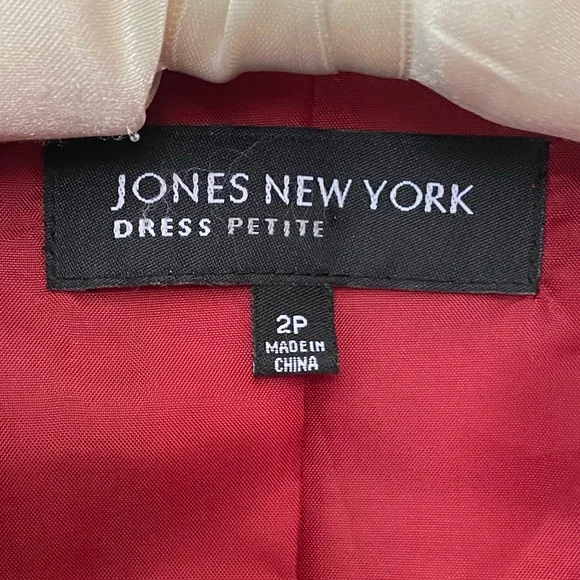 JONES NEW YORK
DRESS PETITE
2P
MADE IN
CHINA